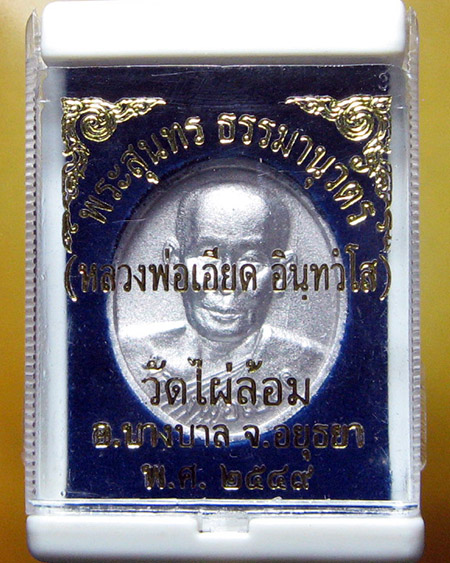 พระสุนทร ธรรมานุวัตร
(หลวงพ่อเอียด อินฺทวํโส)
วัดไผ่ล้อม
อ.บางบาล จ.อยุธยา
พ.ศ. ๒๕๔๙